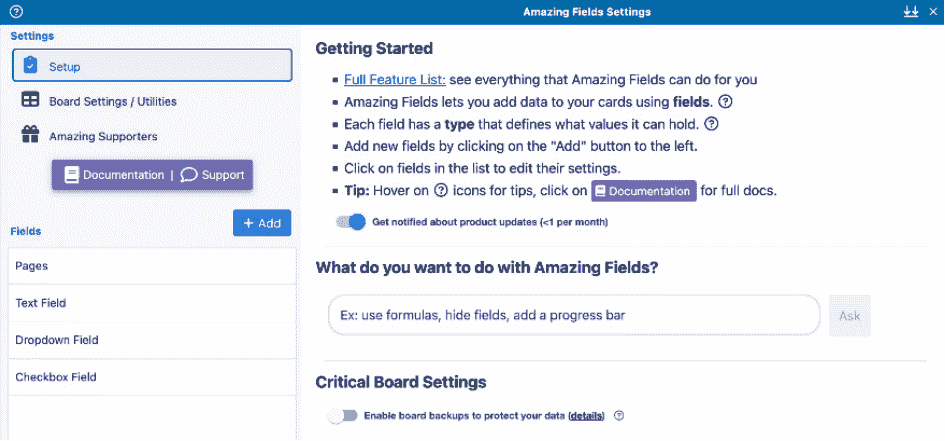 Amazing Fields Settings
Settings
Setup
Board Settings / Utilities
Amazing Supporters
Documentation | Support
+ Add
Fields
Pages
Text Field
Dropdown Field
Checkbox Field
Getting Started
Full Feature List: see everything that Amazing Fields can do for you
Amazing Fields lets you add data to your cards using fields.
Each field has a type that defines what values it can hold.
Add new fields by clicking on the "Add" button to the left.
Click on fields in the list to edit their settings.
Tip: Hover on ? icons for tips, click on Documentation for full docs.
Get notified about product updates (<1 per month)
What do you want to do with Amazing Fields?
Ex: use formulas, hide fields, add a progress bar
Ask
Critical Board Settings
Enable board backups to protect your data (details)